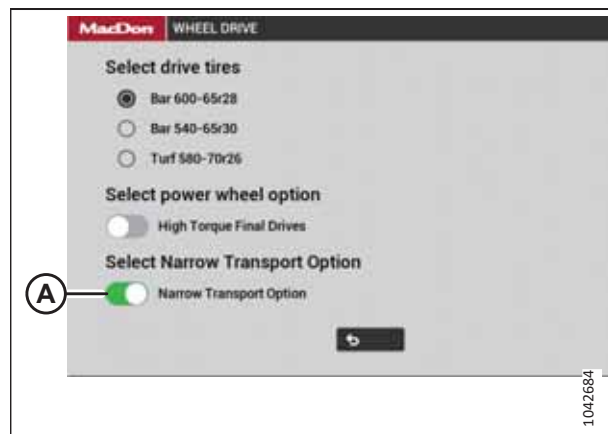 MacDon WHEEL DRIVE
Select drive tires
Bar 600-65r28
Bar 540-65r30
Turf 580-70r26
Select power wheel option
High Torque Final Drives
Select Narrow Transport Option
A
Narrow Transport Option
1042684